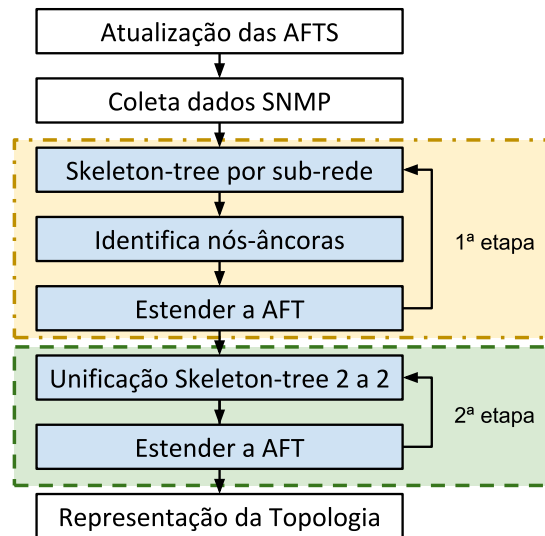 Atualização das AFTS
Coleta dados SNMP
Skeleton-tree por sub-rede
Identifica nós-âncoras
1ª etapa
Estender a AFT
Unificação Skeleton-tree 2 a 2
2ª etapa
Estender a AFT
Representação da Topologia